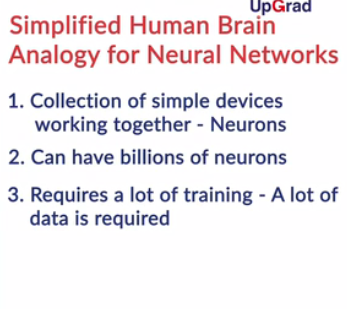 UpGrad
Simplified Human Brain
Analogy for Neural Networks
1. Collection of simple devices
working together - Neurons
2. Can have billions of neurons
3. Requires a lot of training - A lot of
data is required